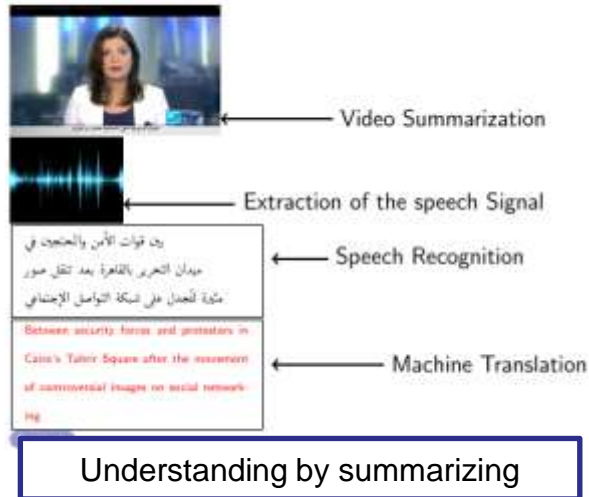 Video Summarization
Extraction of the speech Signal
بين قوات الأمن والمحتجين في
ميدان التحرير بالقاهرة بعد تنقل صور
مثيرة للجدل على شبكة التواصل الإجتماعي
Speech Recognition
Between security forces and protestors in
Cairo's Tahrir Square after the movement
of controversial images on social network-
ing
Machine Translation
Understanding by summarizing